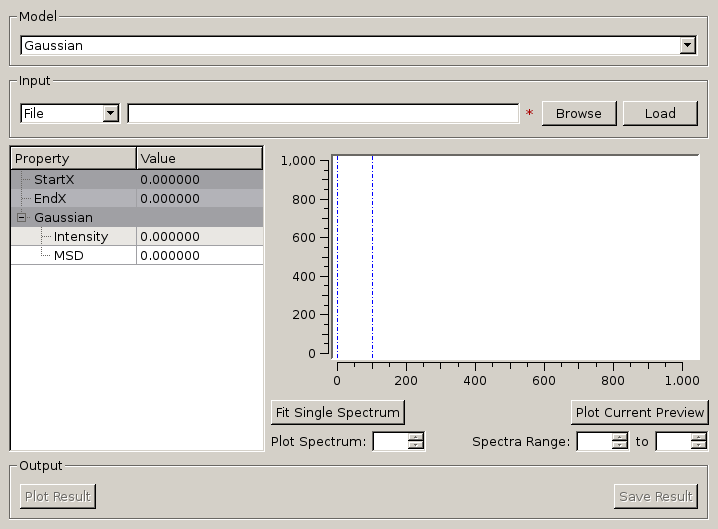 Model
Gaussian
Input
File * Browse Load
Property Value
StartX 0.000000
EndX 0.000000
Gaussian
Intensity 0.000000
MSD 0.000000
1,000
800
600
400
200
0
0 200 400 600 800 1.000
Fit Single Spectrum Plot Current Preview
Plot Spectrum: Spectra Range: to
Output
Plot Result Save Result